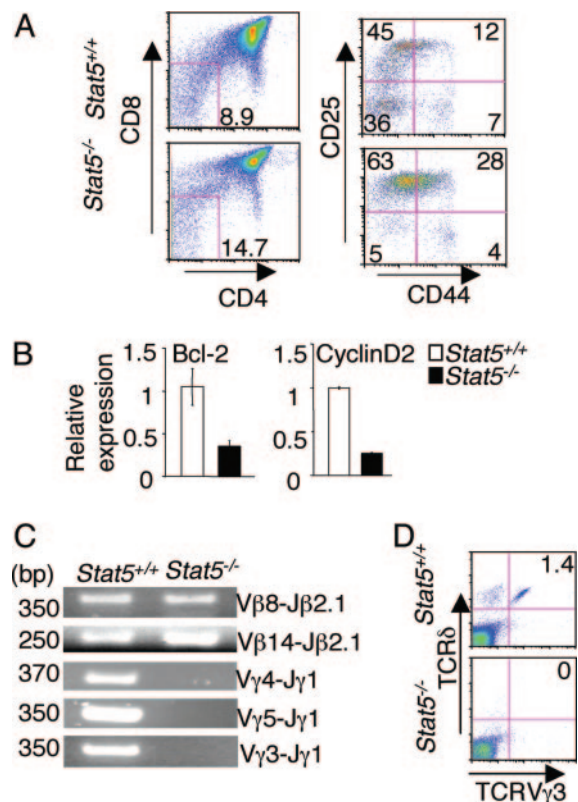 A
Stat5+/+
CD8
8.9
CD25
45 12
36 7
Stat5-/-
14.7
CD4
63 28
5 4
CD44
B
Relative expression
1.5
1
0.5
0
Bcl-2
1.5
1
0.5
0
CyclinD2
Stat5+/+
Stat5-/-
C
(bp) Stat5+/+ Stat5-/-
350 Vβ8-Jβ2.1
250 Vβ14-Jβ2.1
370 Vγ4-Jγ1
350 Vγ5-Jγ1
350 Vγ3-Jγ1
D
Stat5+/+
1.4
TCRδ
Stat5-/-
0
TCRVγ3